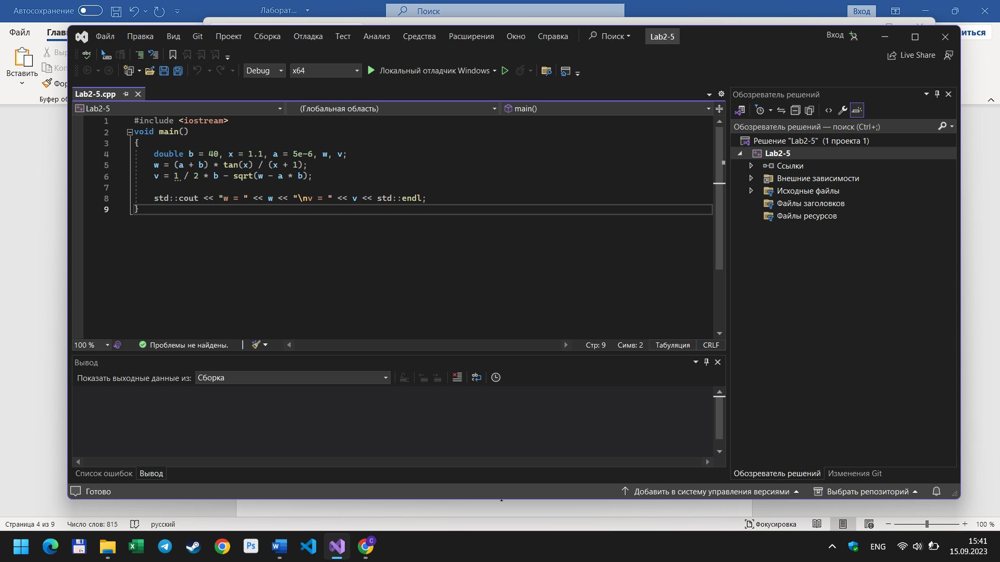 Автосохранение
Лаборат...
Поиск
Вход
Файл
Глав
иться
Вставить
Выр
Коп
Фор
Буфер об
Файл Правка Вид Git Проект Сборка Отладка Тест Анализ Средства Расширения Окно Справка Поиск Lab2-5 Вход
Live Share
Debug x64 Локальный отладчик Windows
Lab2-5.cpp
Lab2-5 (Глобальная область) main()
1 #include <iostream>
2 void main()
3 {
4 double b = 40, x = 1.1, a = 5e-6, w, v;
5 w = (a + b) * tan(x) / (x + 1);
6 v = 1 / 2 * b - sqrt(w - a * b);
7
8 std::cout << "w = " << w << "\nv = " << v << std::endl;
9 }
100 % Проблемы не найдены. Стр: 9 Симв: 2 Табуляция CRLF
Вывод
Показать выходные данные из: Сборка
Список ошибок Вывод
Обозреватель решений
Обозреватель решений — поиск (Ctrl+;)
Решение "Lab2-5" (1 проекта 1)
Lab2-5
Ссылки
Внешние зависимости
Исходные файлы
Файлы заголовков
Файлы ресурсов
Обозреватель решений Изменения Git
Готово Добавить в систему управления версиями Выбрать репозиторий
Страница 4 из 9 Число слов: 815 русский Фокусировка 100 %
ENG
15:41
15.09.2023